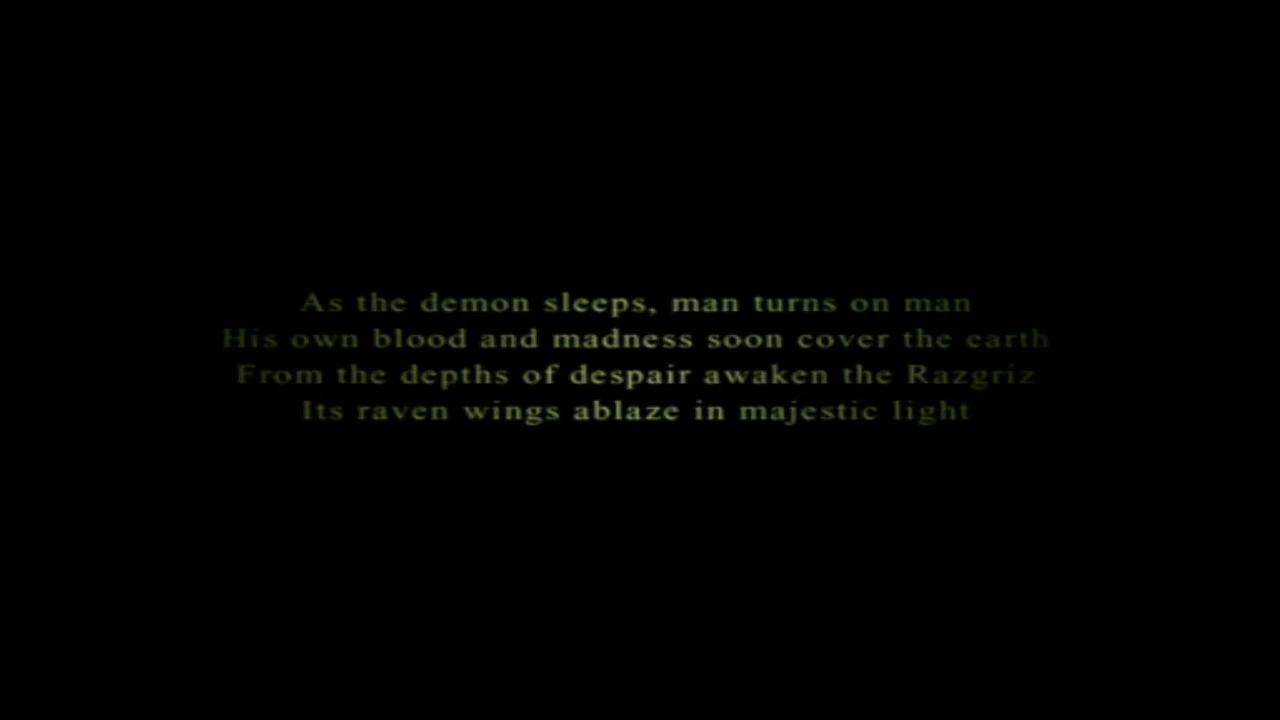 As the demon sleeps, man turns on man
His own blood and madness soon cover the earth
From the depths of despair awaken the Razgriz
Its raven wings ablaze in majestic light